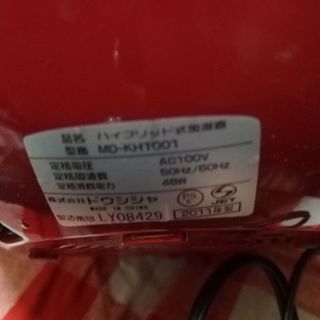 品名 ハイブリッド式加湿器
型番 MD-KH1001
定格電圧 AC100V
定格周波数 50Hz/60Hz
定格消費電力 46W
株式会社ドウシシャ
MADE IN CHINA
製造番号 LY08429
PS E
JET
2011年製